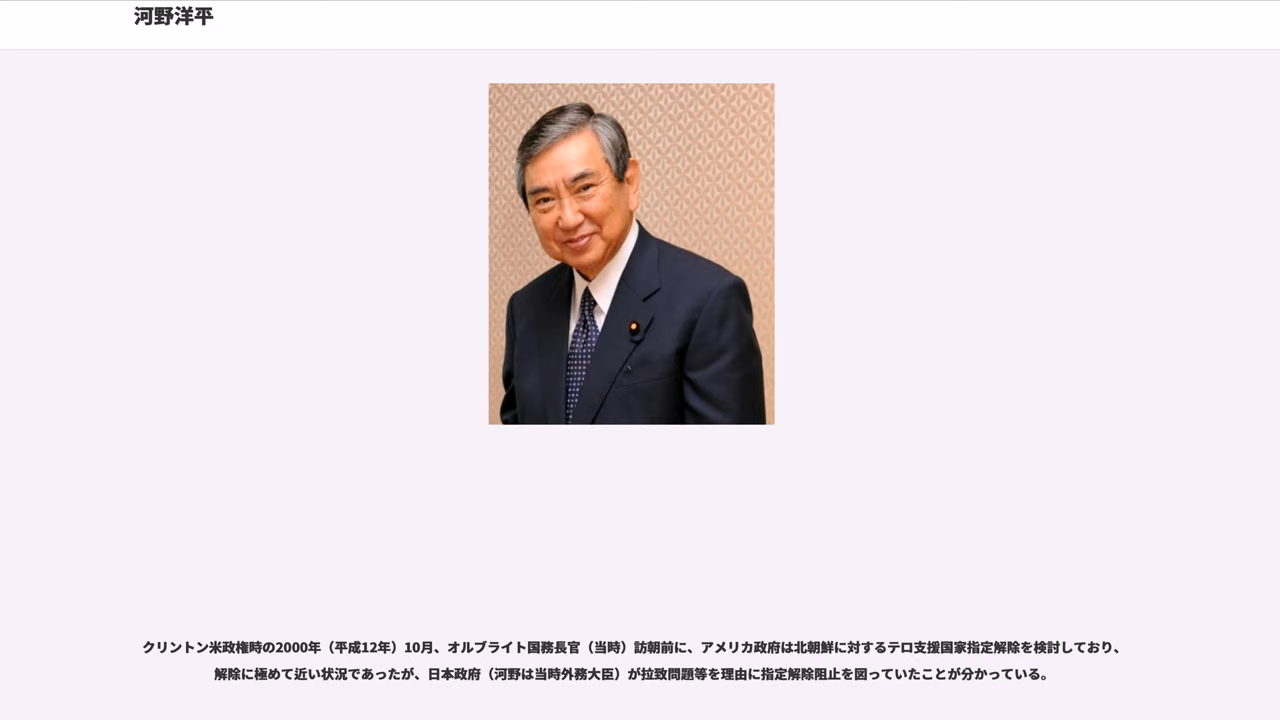 河野洋平
クリントン米政権時の2000年（平成12年）10月、オルブライト国務長官（当時）訪朝前に、アメリカ政府は北朝鮮に対するテロ支援国家指定解除を検討しており、
解除に極めて近い状況であったが、日本政府（河野は当時外務大臣）が拉致問題等を理由に指定解除阻止を図っていたことが分かっている。